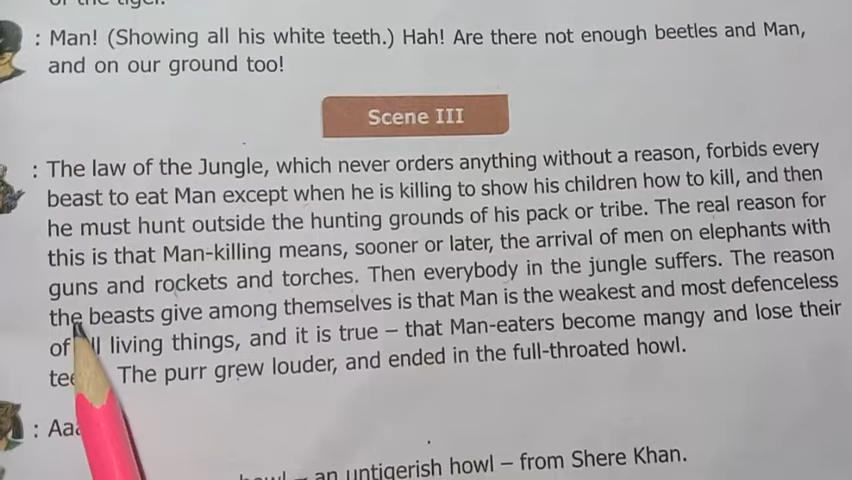 of the tiger.
: Man! (Showing all his white teeth.) Hah! Are there not enough beetles and Man,
and on our ground too!
Scene III
: The law of the Jungle, which never orders anything without a reason, forbids every
beast to eat Man except when he is killing to show his children how to kill, and then
he must hunt outside the hunting grounds of his pack or tribe. The real reason for
this is that Man-killing means, sooner or later, the arrival of men on elephants with
guns and rockets and torches. Then everybody in the jungle suffers. The reason
the beasts give among themselves is that Man is the weakest and most defenceless
of all living things, and it is true – that Man-eaters become mangy and lose their
The purr grew louder, and ended in the full-throated howl.
howl – an untigerish howl – from Shere Khan.